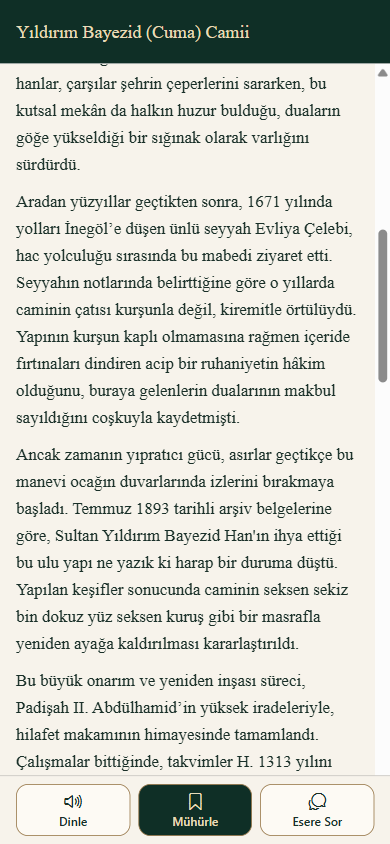 Yıldırım Bayezid (Cuma) Camii
hanlar, çarşılar şehrin çeperlerini sararken, bu
kutsal mekân da halkın huzur bulduğu, duaların
göğe yükseldiği bir sığınak olarak varlığını
sürdürdü.
Aradan yüzyıllar geçtikten sonra, 1671 yılında
yolları İnegöl’e düşen ünlü seyyah Evliya Çelebi,
hac yolculuğu sırasında bu mabedi ziyaret etti.
Seyyahın notlarında belirttiğine göre o yıllarda
caminin çatısı kurşunla değil, kiremitle örtülüydü.
Yapının kurşun kaplı olmamasına rağmen içeride
fırtınaları dindiren acip bir ruhaniyetin hâkim
olduğunu, buraya gelenlerin dualarının makbul
sayıldığını coşkuyla kaydetmişti.
Ancak zamanın yıpratıcı gücü, asırlar geçtikçe bu
manevi ocağın duvarlarında izlerini bırakmaya
başladı. Temmuz 1893 tarihli arşiv belgelerine
göre, Sultan Yıldırım Bayezid Han'ın ihya ettiği
bu ulu yapı ne yazık ki harap bir duruma düştü.
Yapılan keşifler sonucunda caminin seksen sekiz
bin dokuz yüz seksen kuruş gibi bir masrafla
yeniden ayağa kaldırılması kararlaştırıldı.
Bu büyük onarım ve yeniden inşası süreci,
Padişah II. Abdülhamid’in yüksek iradeleriyle,
hilafet makamının himayesinde tamamlandı.
Çalışmalar bittiğinde, takvimler H. 1313 yılını
Dinle
Mühürle
Esere Sor